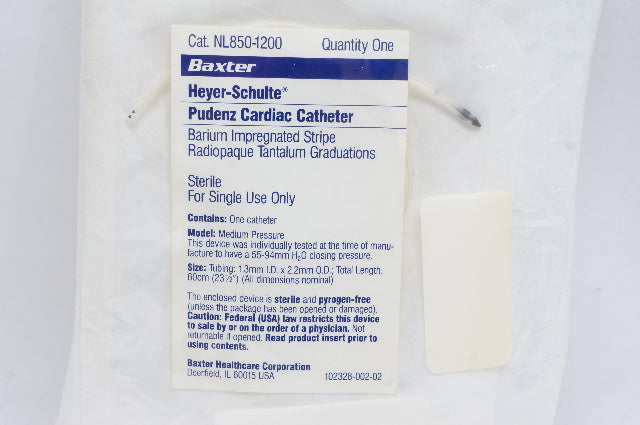 Cat. NL850-1200 Quantity One
Baxter
Heyer-Schulte®
Pudenz Cardiac Catheter
Barium Impregnated Stripe
Radiopaque Tantalum Graduations
Sterile
For Single Use Only
Contains: One catheter
Model: Medium Pressure
This device was individually tested at the time of manu-
facture to have a 55-94mm H₂O closing pressure.
Size: Tubing: 1.3mm I.D. x 2.2mm O.D.; Total Length:
60cm (23½") (All dimensions nominal)
The enclosed device is sterile and pyrogen-free
(unless the package has been opened or damaged).
Caution: Federal (USA) law restricts this device
to sale by or on the order of a physician. Not
returnable if opened. Read product insert prior to
using contents.
Baxter Healthcare Corporation
Deerfield, IL 60015 USA 102326-002-02